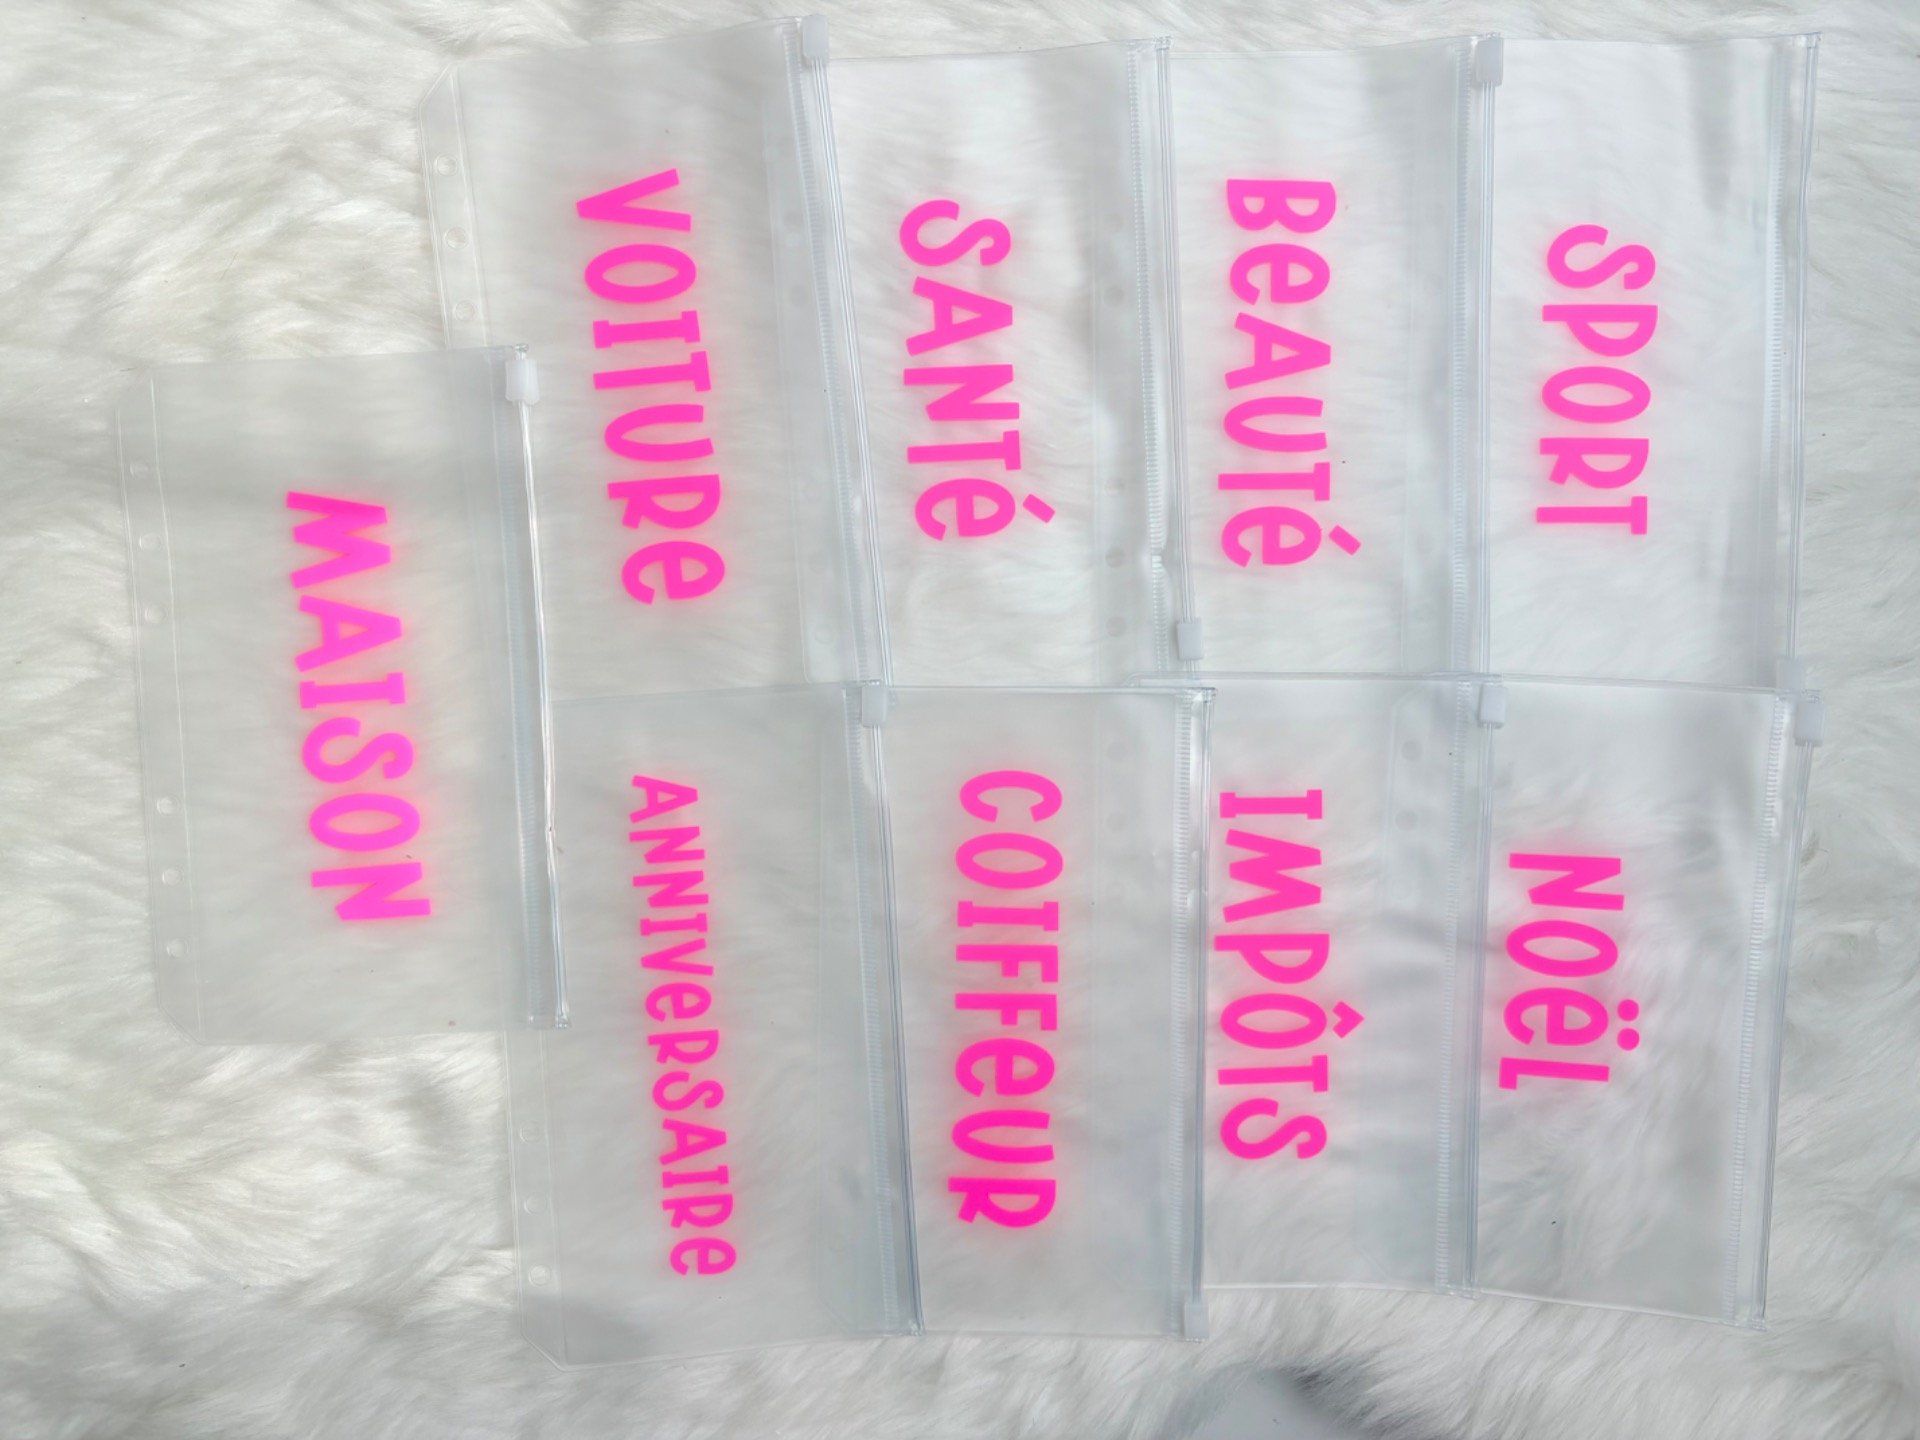 SPORT
NOËL
BEAUTÉ
IMPÔTS
SANTÉ
COIFFEUR
VOITURE
ANNIVERSAIRE
MAISON